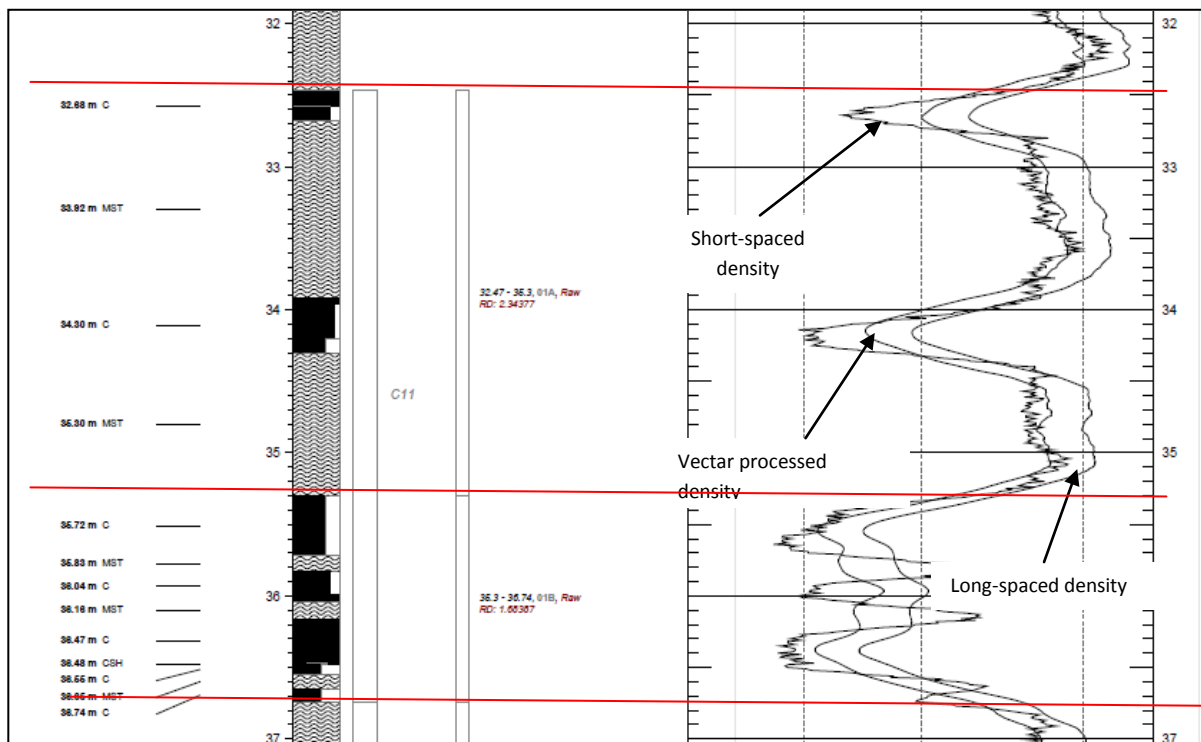 32
32
32.68 m C
33
33
33.92 m MST
Short-spaced
density
32.47 - 35.3, 01A, Raw
RD: 2.34377
34
34
34.30 m C
C11
35.30 m MST
35
35
Vectar processed
density
35.72 m C
35.83 m MST
36.04 m C
36
Long-spaced density
36
35.3 - 36.74, 01B, Raw
RD: 1.66367
36.16 m MST
36.47 m C
36.48 m CSH
36.55 m C
36.65 m MST
36.74 m C
37
37